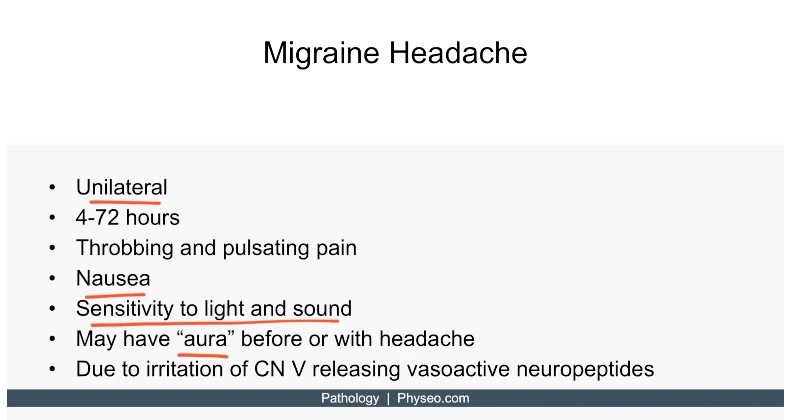 Migraine Headache
• Unilateral
• 4-72 hours
• Throbbing and pulsating pain
• Nausea
• Sensitivity to light and sound
• May have “aura” before or with headache
• Due to irritation of CN V releasing vasoactive neuropeptides
Pathology | Physeo.com